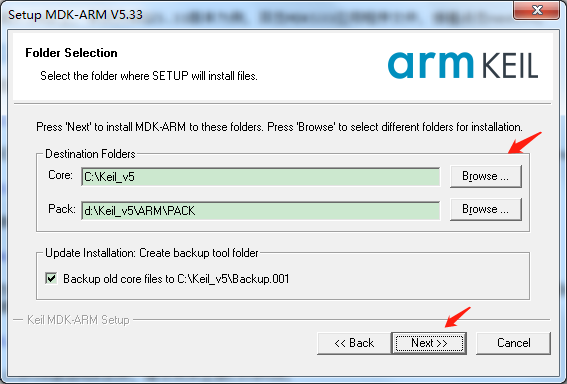 Setup MDK-ARM V5.33
Folder Selection
Select the folder where SETUP will install files.
arm KEIL
Press 'Next' to install MDK-ARM to these folders. Press 'Browse' to select different folders for installation.
Destination Folders
Core: C:\Keil_v5 Browse ...
Pack: d:\Keil_v5\ARM\PACK Browse ...
Update Installation: Create backup tool folder
Backup old core files to C:\Keil_v5\Backup.001
Keil MDK-ARM Setup
<< Back Next >> Cancel